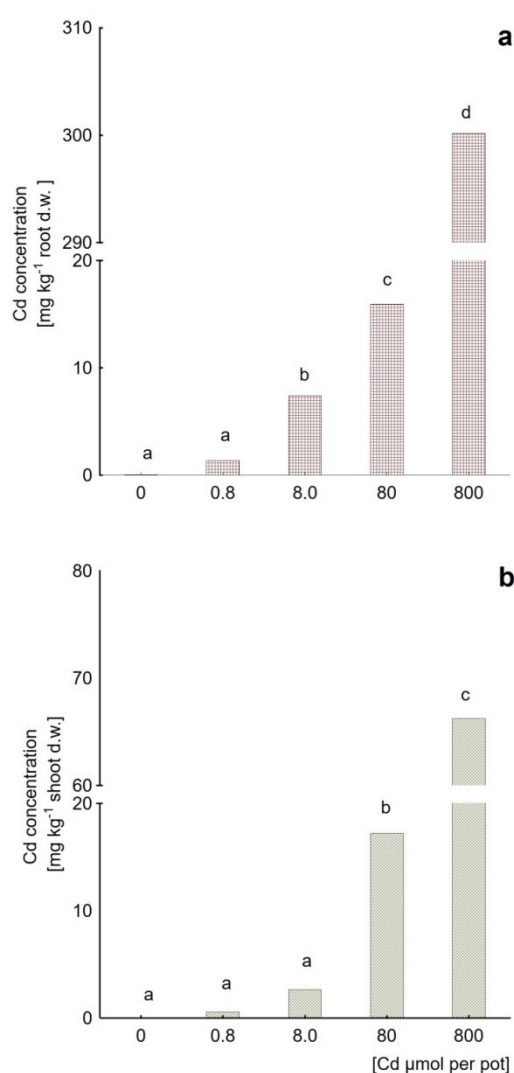 a
310
300
290
20
10
0
Cd concentration
[mg kg⁻¹ root d.w.]
a
a
b
c
d
0 0.8 8.0 80 800
b
80
70
60
20
10
0
Cd concentration
[mg kg⁻¹ shoot d.w.]
a
a
a
b
c
0 0.8 8.0 80 800
[Cd µmol per pot]